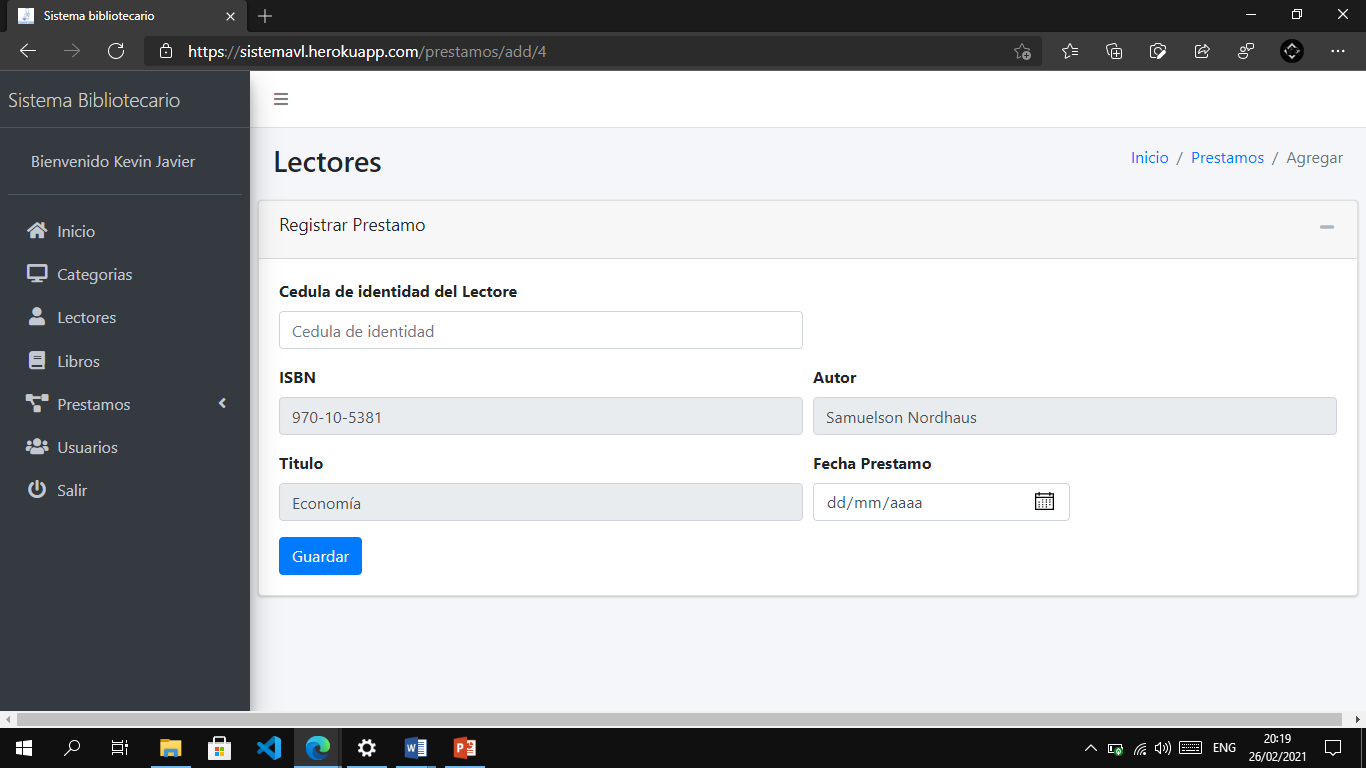 Sistema bibliotecario
https://sistemavl.herokuapp.com/prestamos/add/4
Sistema Bibliotecario
Bienvenido Kevin Javier
Inicio
Categorias
Lectores
Libros
Prestamos
Usuarios
Salir
Lectores
Inicio / Prestamos / Agregar
Registrar Prestamo
Cedula de identidad del Lectore
Cedula de identidad
ISBN
Autor
970-10-5381
Samuelson Nordhaus
Titulo
Fecha Prestamo
Economía
dd/mm/aaaa
Guardar
ENG
20:19
26/02/2021